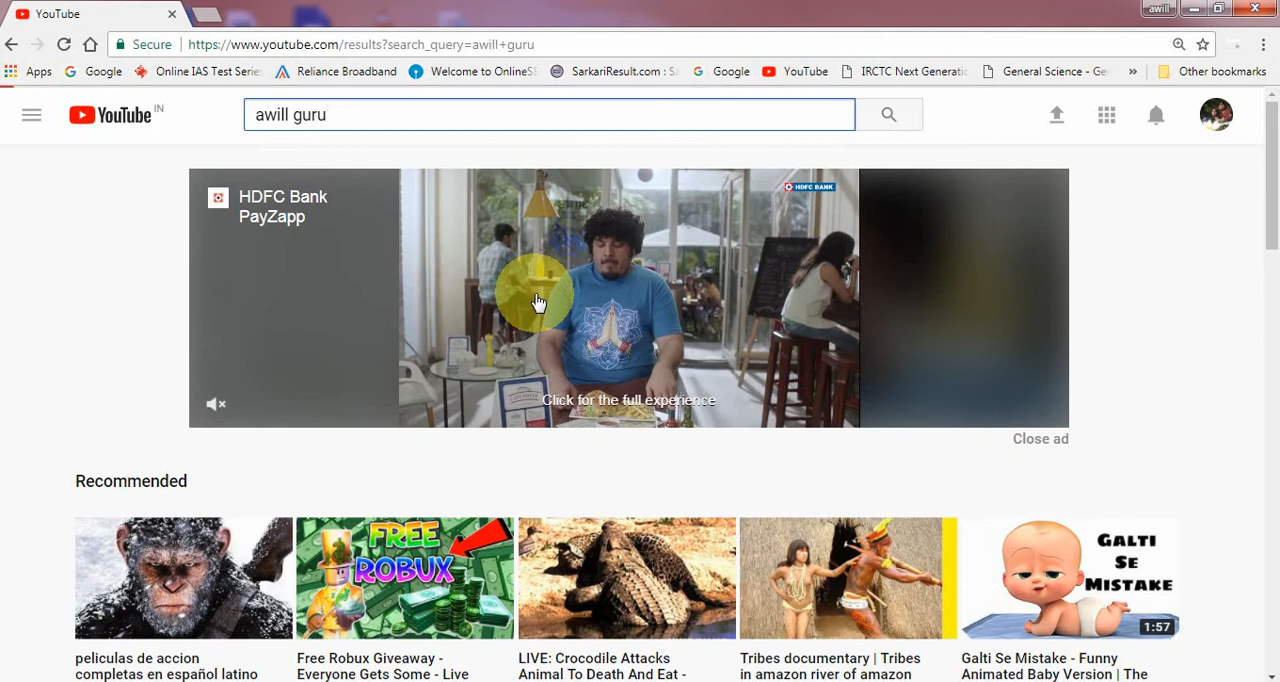 YouTube
awill
Secure
https://www.youtube.com/results?search_query=awill+guru
Apps
Google
Online IAS Test Serie
Reliance Broadband
Welcome to OnlineS
SarkariResult.com : S
Google
YouTube
IRCTC Next Generati
General Science - Ge
»
Other bookmarks
YouTube IN
awill guru
HDFC Bank
PayZapp
HDFC BANK
Click for the full experience
Close ad
Recommended
FREE
ROBUX
GALTI
SE
MISTAKE
1:57
peliculas de accion
completas en español latino
Free Robux Giveaway -
Everyone Gets Some - Live
LIVE: Crocodile Attacks
Animal To Death And Eat -
Tribes documentary | Tribes
in amazon river of amazon
Galti Se Mistake - Funny
Animated Baby Version | The